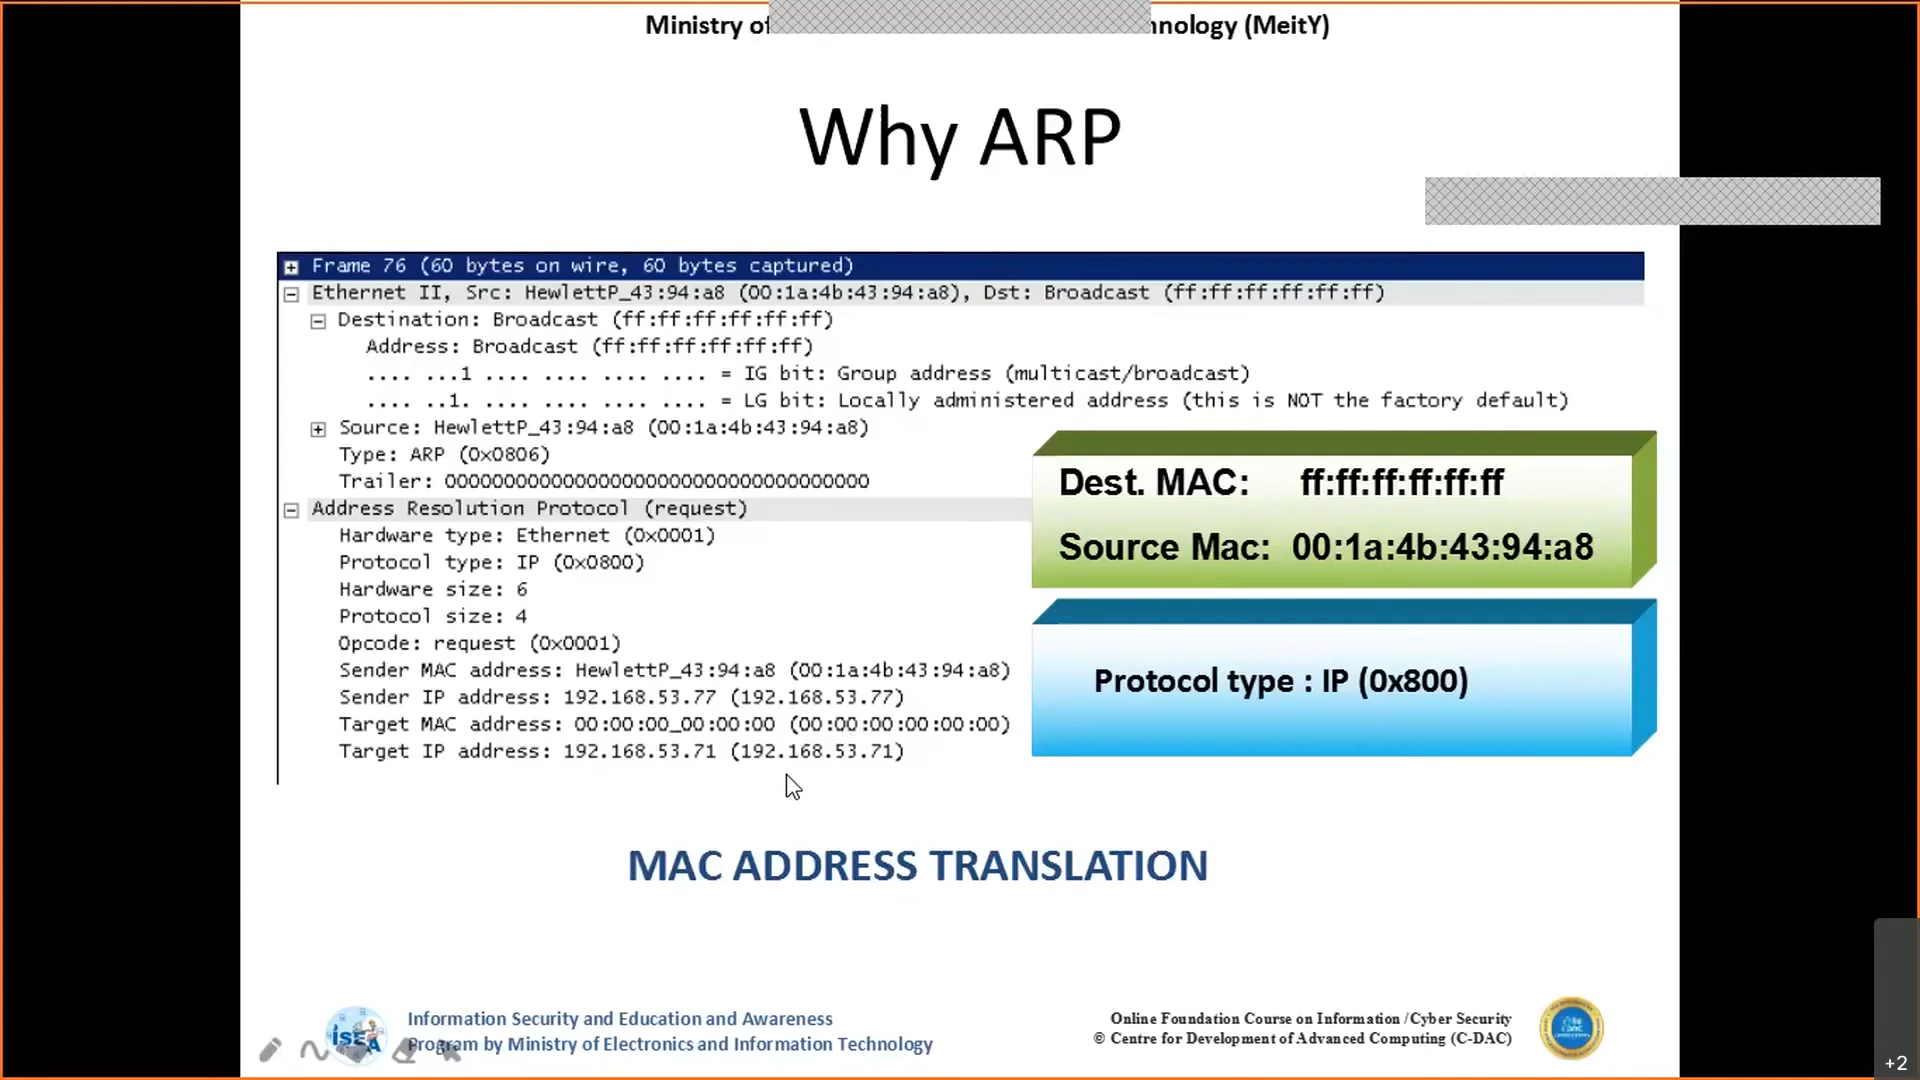 Ministry of nology (MeitY)
Why ARP
Frame 76 (60 bytes on wire, 60 bytes captured)
Ethernet II, Src: HewlettP_43:94:a8 (00:1a:4b:43:94:a8), Dst: Broadcast (ff:ff:ff:ff:ff:ff)
Destination: Broadcast (ff:ff:ff:ff:ff:ff)
Address: Broadcast (ff:ff:ff:ff:ff:ff)
.... ...1 .... .... .... .... = IG bit: Group address (multicast/broadcast)
.... ..1. .... .... .... .... = LG bit: Locally administered address (this is NOT the factory default)
Source: HewlettP_43:94:a8 (00:1a:4b:43:94:a8)
Type: ARP (0x0806)
Trailer: 000000000000000000000000000000000000
Address Resolution Protocol (request)
Hardware type: Ethernet (0x0001)
Protocol type: IP (0x0800)
Hardware size: 6
Protocol size: 4
Opcode: request (0x0001)
Sender MAC address: HewlettP_43:94:a8 (00:1a:4b:43:94:a8)
Sender IP address: 192.168.53.77 (192.168.53.77)
Target MAC address: 00:00:00_00:00:00 (00:00:00:00:00:00)
Target IP address: 192.168.53.71 (192.168.53.71)
Dest. MAC: ff:ff:ff:ff:ff:ff
Source Mac: 00:1a:4b:43:94:a8
Protocol type : IP (0x800)
MAC ADDRESS TRANSLATION
ISEA
Information Security and Education and Awareness
Program by Ministry of Electronics and Information Technology
Online Foundation Course on Information /Cyber Security
© Centre for Development of Advanced Computing (C-DAC)
+2